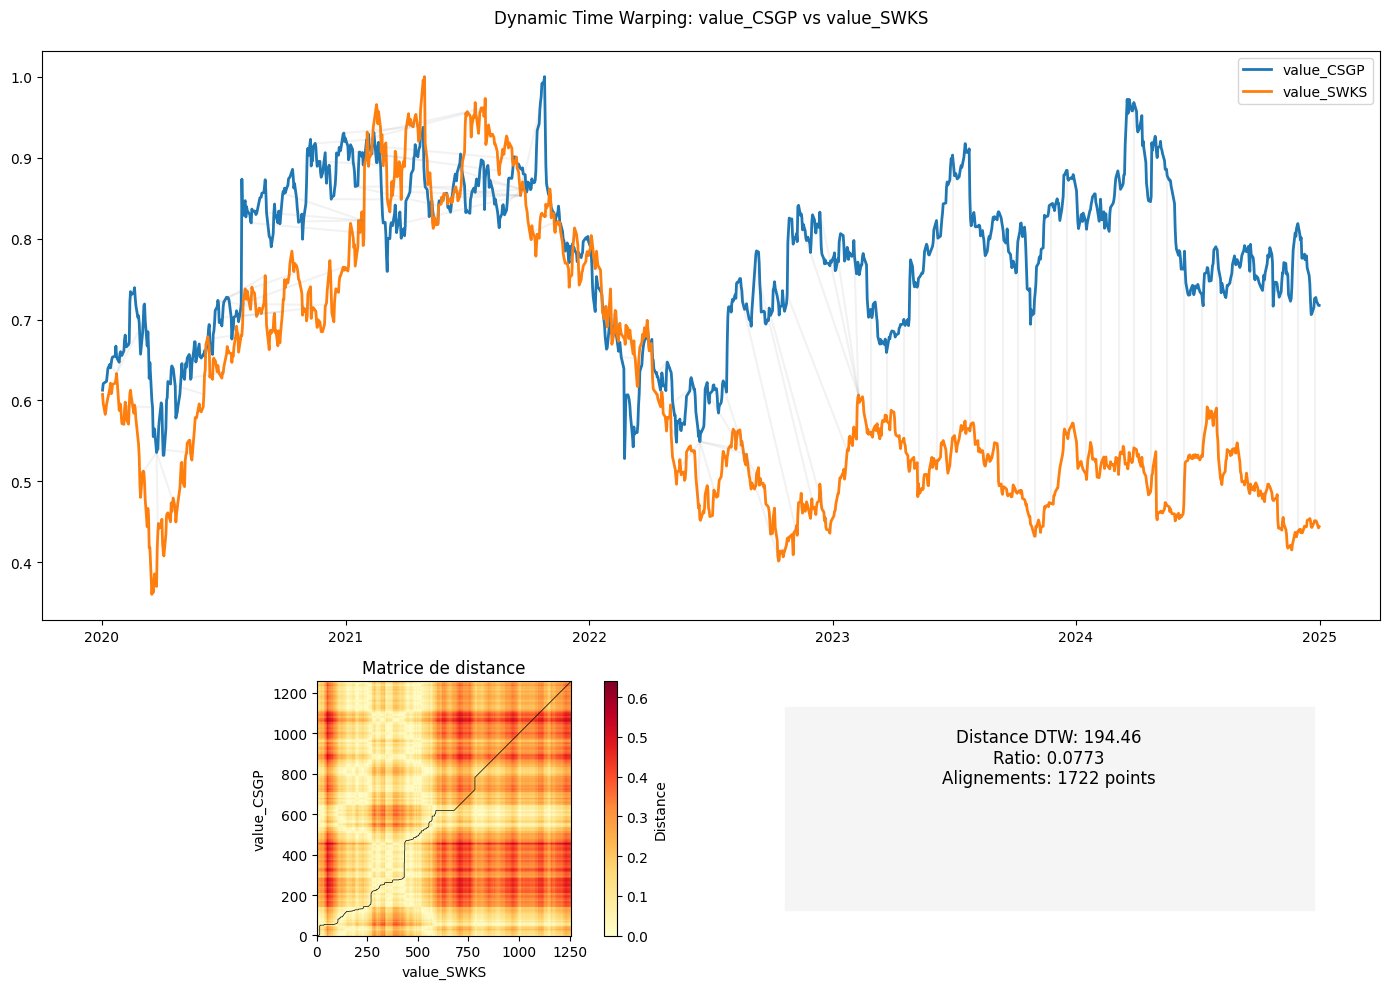 Dynamic Time Warping: value_CSGP vs value_SWKS
value_CSGP
value_SWKS
1.0
0.9
0.8
0.7
0.6
0.5
0.4
2020 2021 2022 2023 2024 2025
Matrice de distance
value_CSGP
1200
1000
800
600
400
200
0
0 250 500 750 1000 1250
value_SWKS
0.6
0.5
0.4
0.3
0.2
0.1
0.0
Distance
Distance DTW: 194.46
Ratio: 0.0773
Alignements: 1722 points